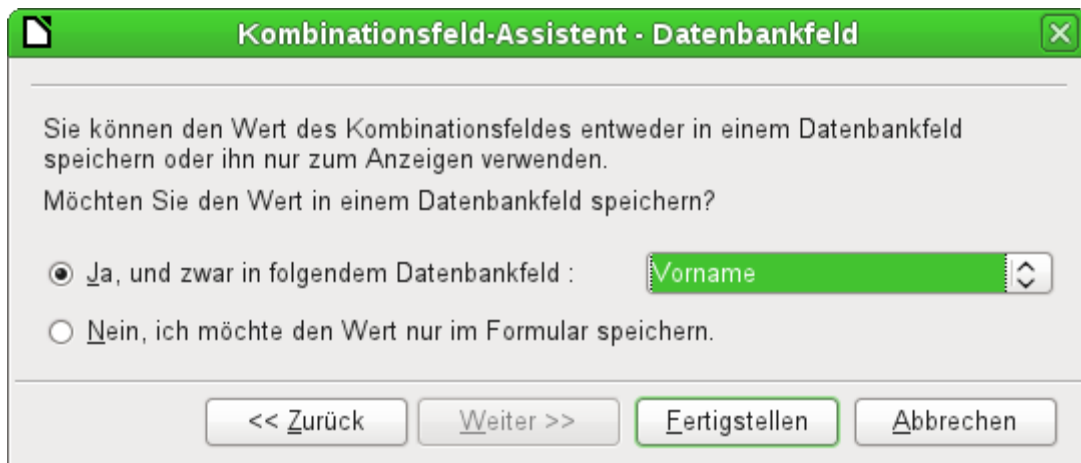 Kombinationsfeld-Assistent - Datenbankfeld
Sie können den Wert des Kombinationsfeldes entweder in einem Datenbankfeld
speichern oder ihn nur zum Anzeigen verwenden.
Möchten Sie den Wert in einem Datenbankfeld speichern?
Ja, und zwar in folgendem Datenbankfeld : Vorname
Nein, ich möchte den Wert nur im Formular speichern.
<< Zurück Weiter >> Fertigstellen Abbrechen